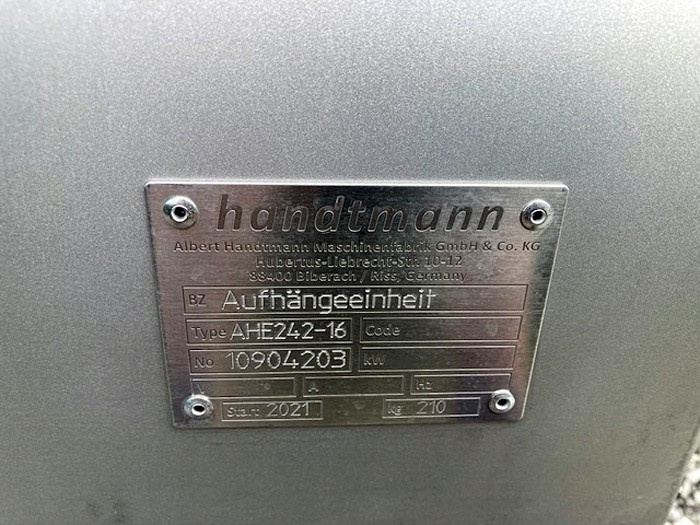 handtmann
Albert Handtmann Maschinenfabrik GmbH & Co. KG
Hubertus-Liebrecht-Str. 10-12
88400 Biberach / Riss, Germany
BZ Aufhängeeinheit
Type AHE242-16 Code
No 10904203 kW
V A Hz
Start 2021 Kg 210